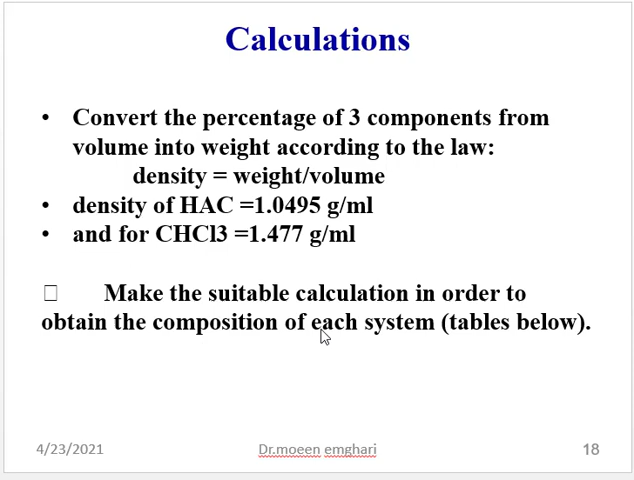 Calculations
• Convert the percentage of 3 components from
volume into weight according to the law:
density = weight/volume
• density of HAC =1.0495 g/ml
• and for CHCl3 =1.477 g/ml
□ Make the suitable calculation in order to
obtain the composition of each system (tables below).
4/23/2021 Dr.moeen emghari 18